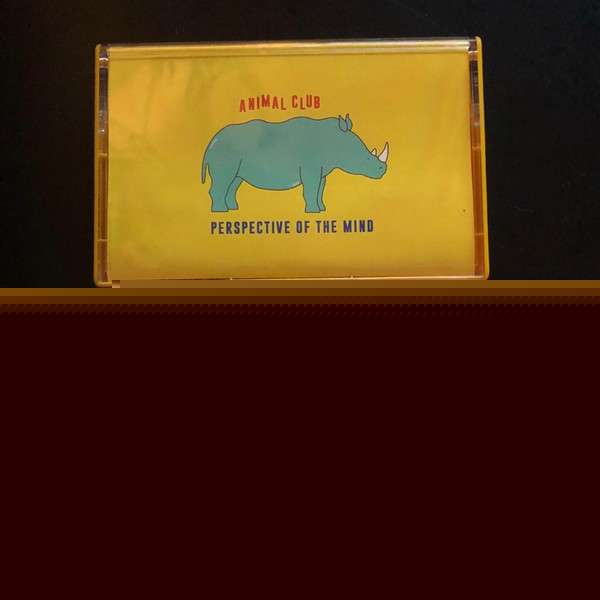 ANIMAL CLUB
PERSPECTIVE OF THE MIND